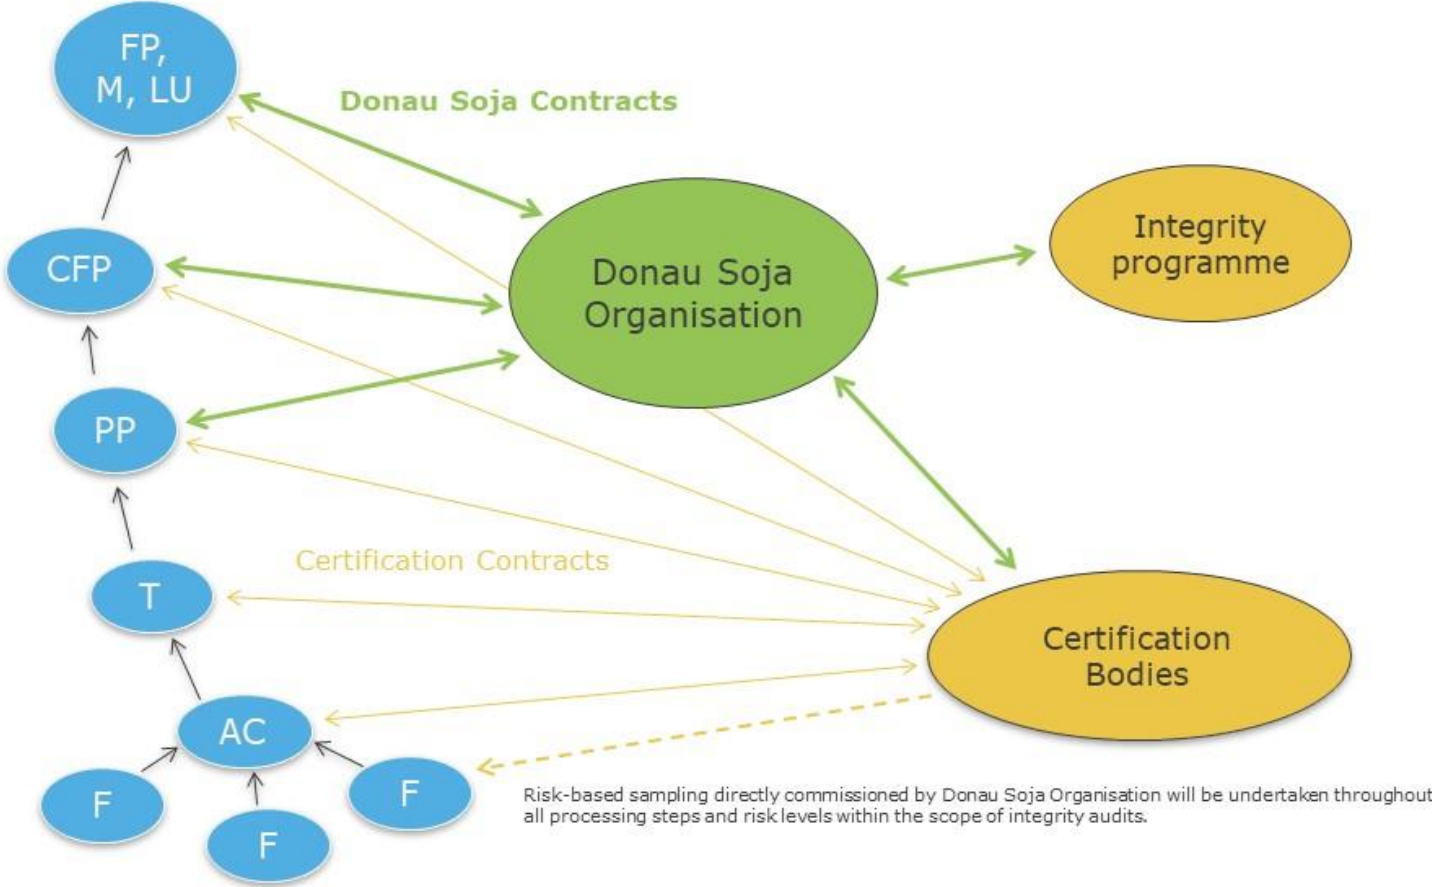 FP,
M, LU
Donau Soja Contracts
Integrity
programme
CFP
Donau Soja
Organisation
PP
Certification Contracts
T
Certification
Bodies
AC
F
F
F
Risk-based sampling directly commissioned by Donau Soja Organisation will be undertaken throughout
all processing steps and risk levels within the scope of integrity audits.